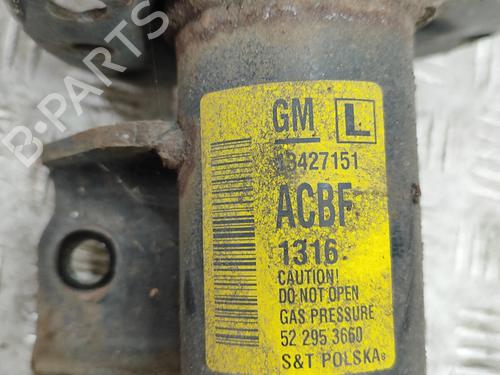 B-PARTS
GM L
13427151
ACBF
1316
CAUTION!
DO NOT OPEN
GAS PRESSURE
52 295 3660
S&T POLSKA